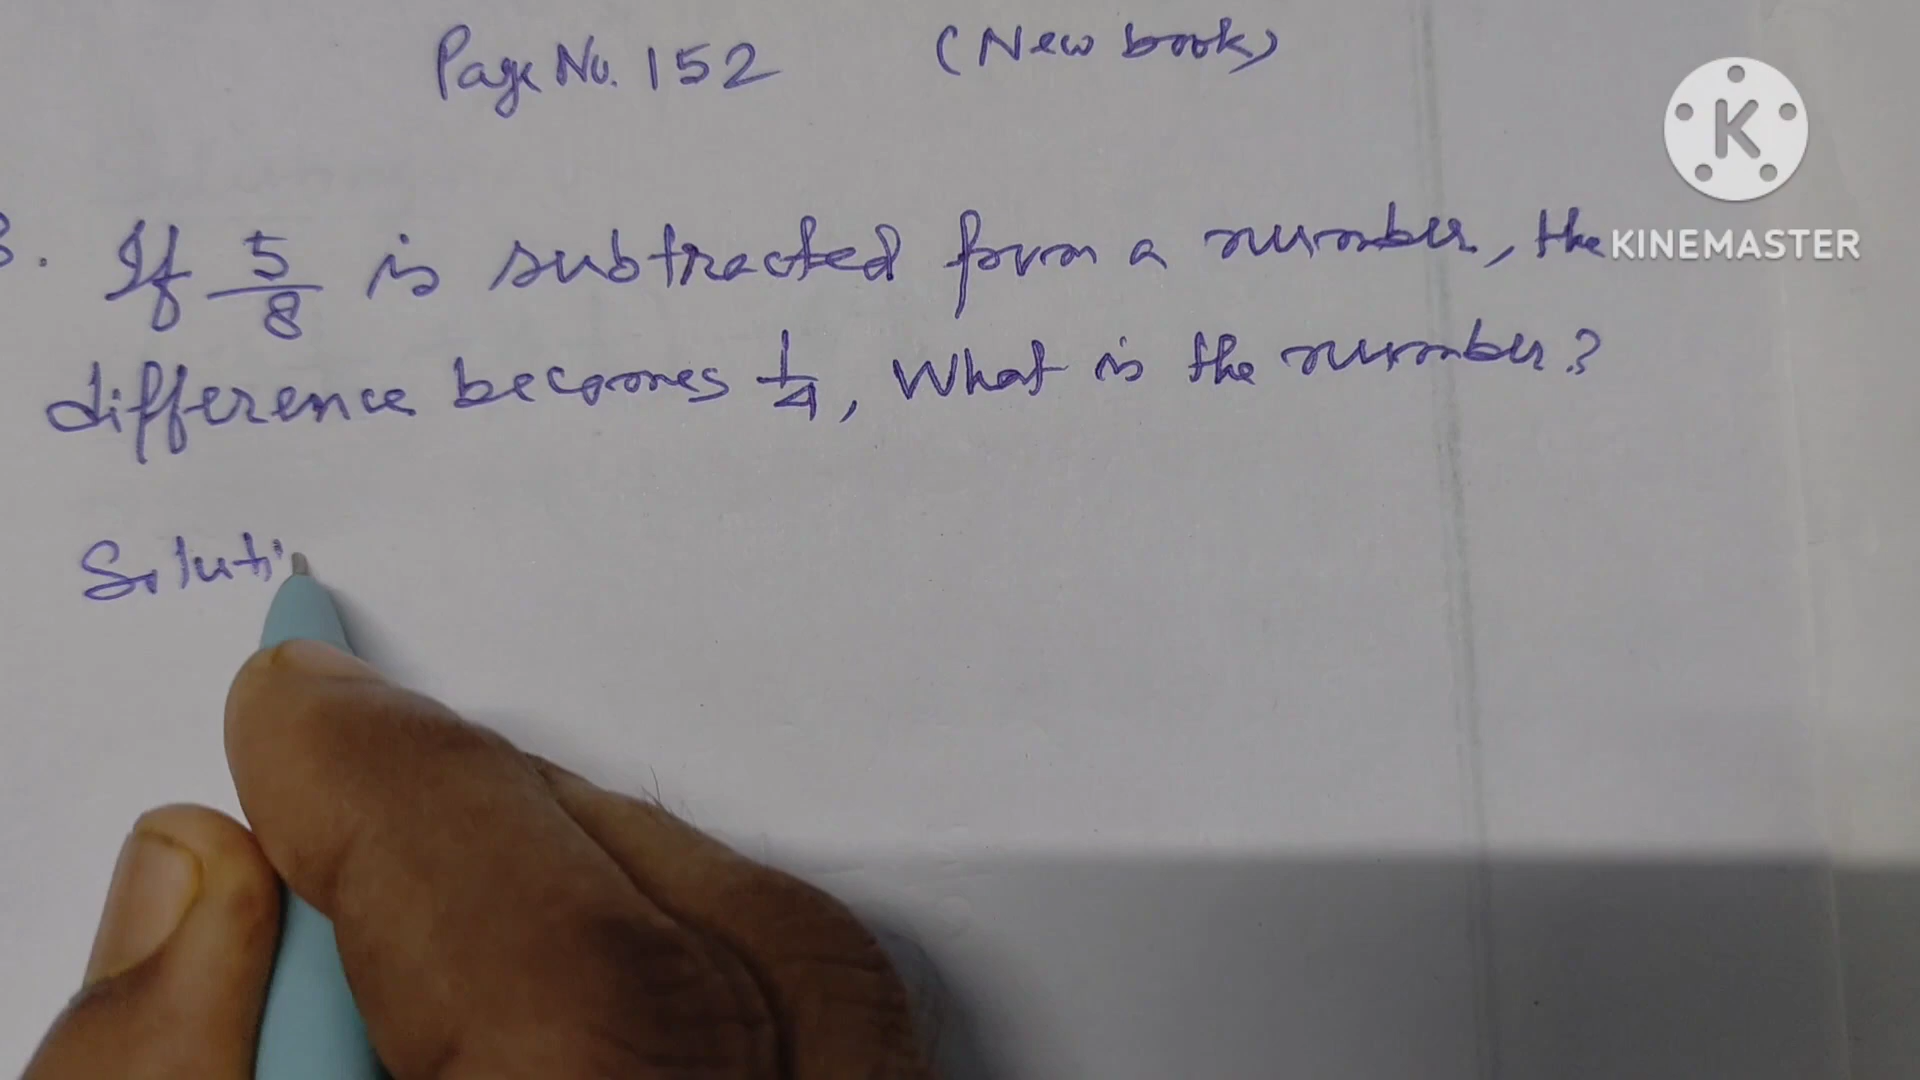 Page No. 152 (New book)
K
KINEMASTER
3. If 5/8 is subtracted from a number, the
difference becomes 1/4, What is the number?
Soluti